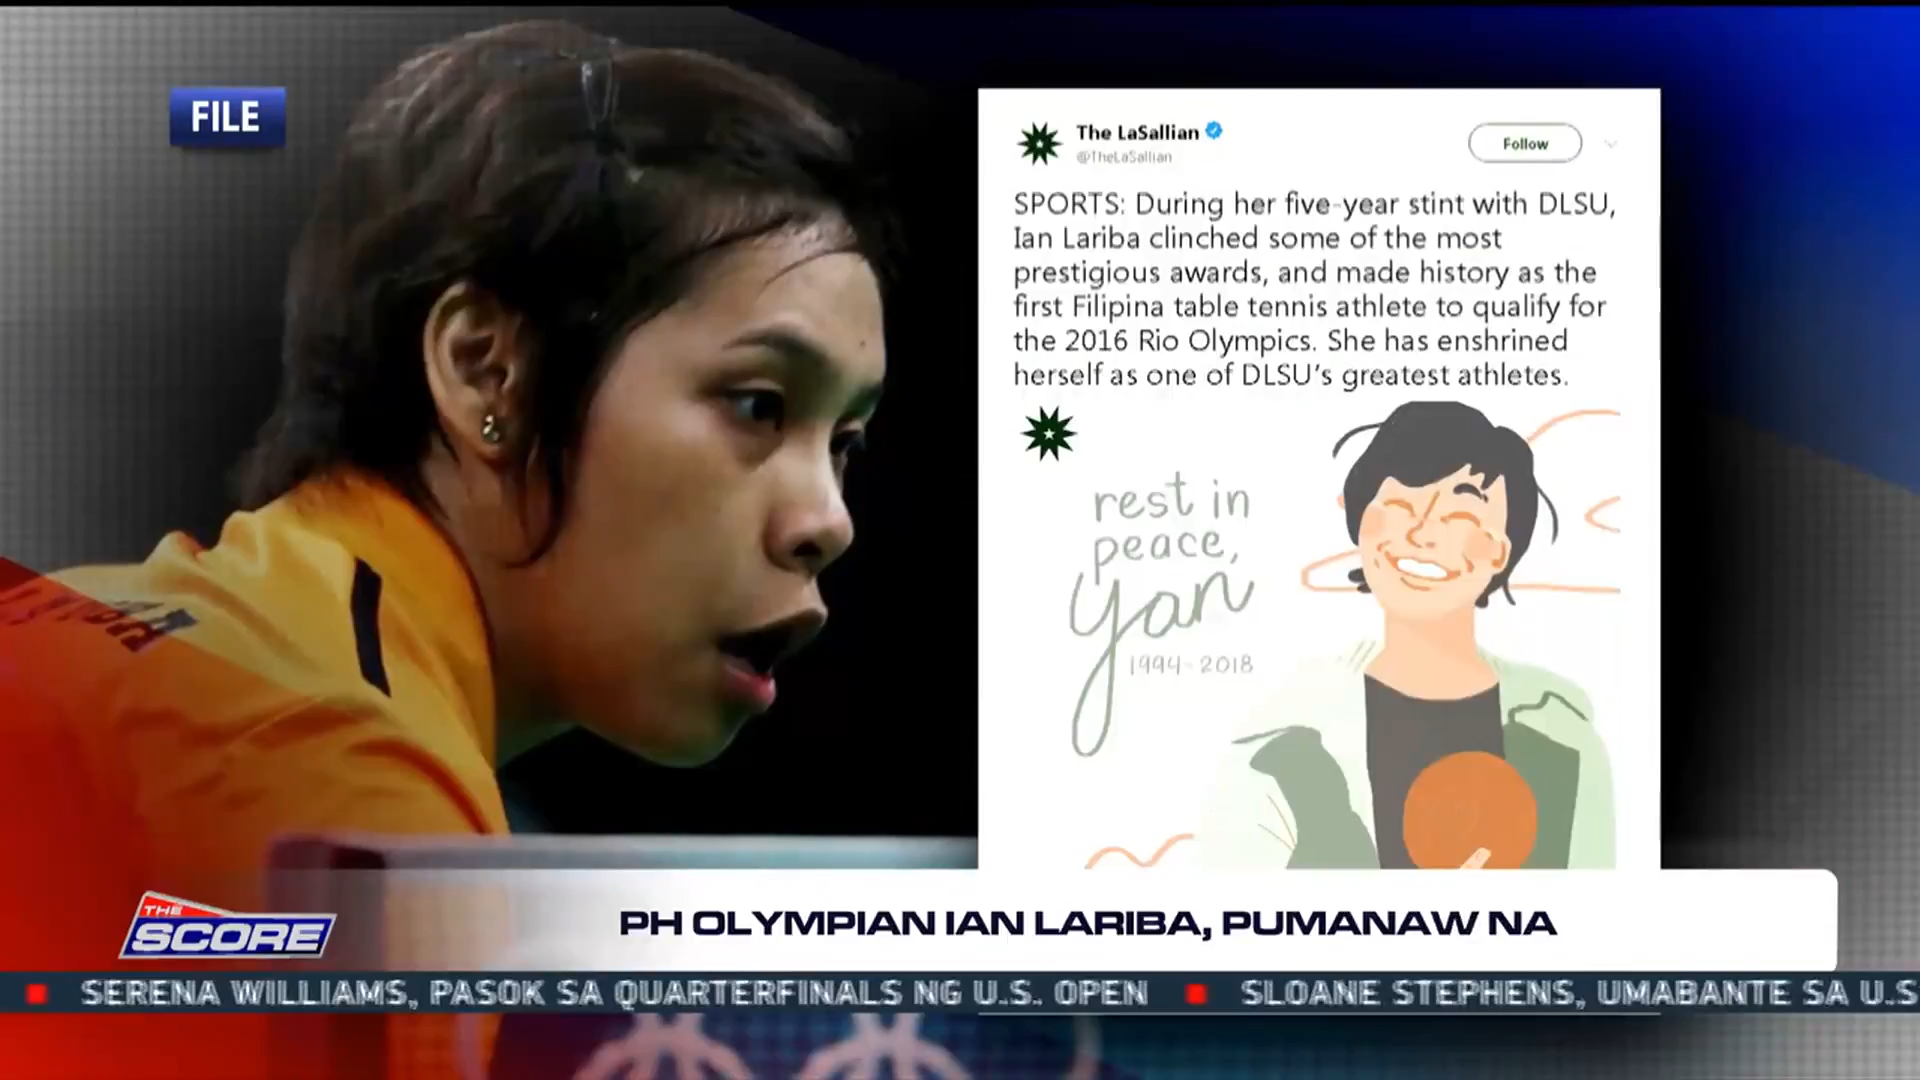 FILE
The LaSallian
@TheLaSallian
Follow
SPORTS: During her five-year stint with DLSU,
Ian Lariba clinched some of the most
prestigious awards, and made history as the
first Filipina table tennis athlete to qualify for
the 2016 Rio Olympics. She has enshrined
herself as one of DLSU’s greatest athletes.
rest in
peace,
yan
1994-2018
THE
SCORE
PH OLYMPIAN IAN LARIBA, PUMANAW NA
SERENA WILLIAMS, PASOK SA QUARTERFINALS NG U.S. OPEN
SLOANE STEPHENS, UMABANTE SA U.S